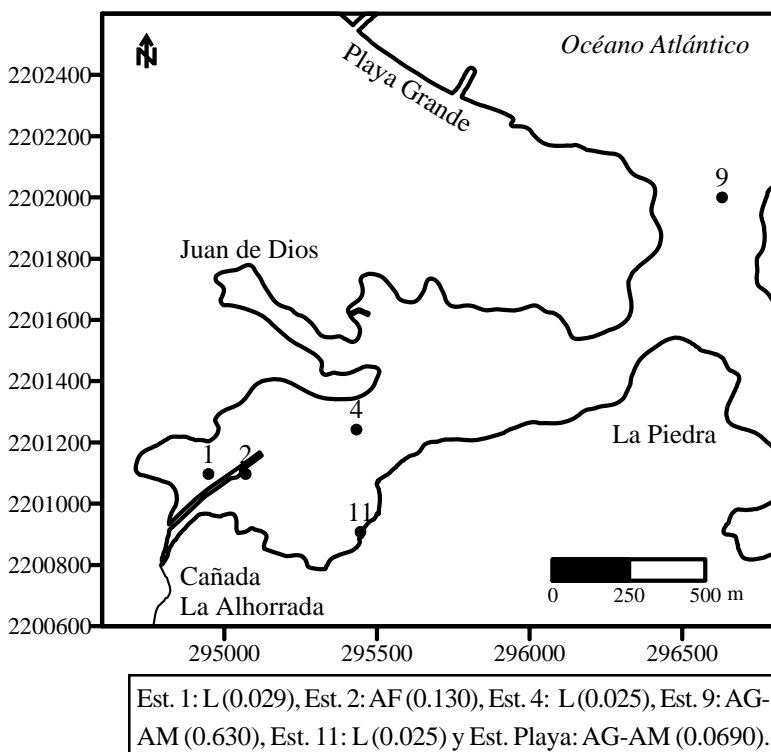 N
Océano Atlántico
Playa Grande
2202400
2202200
2202000
2201800
2201600
2201400
2201200
2201000
2200800
2200600
9
Juan de Dios
4
1
2
11
La Piedra
Cañada
La Alhorrada
0 250 500 m
295000 295500 296000 296500
Est. 1: L (0.029), Est. 2: AF (0.130), Est. 4: L (0.025), Est. 9: AG-
AM (0.630), Est. 11: L (0.025) y Est. Playa: AG-AM (0.0690).